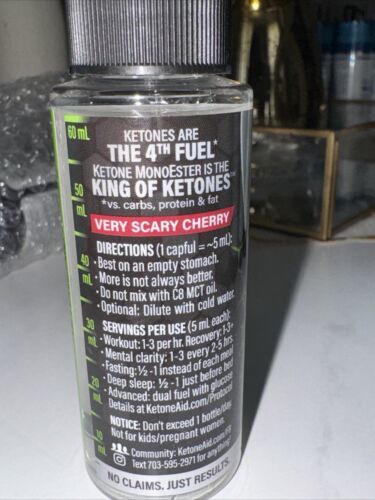 60 mL
50
mL
40
mL
30
mL
20
mL
10
mL
KETONES ARE
THE 4TH FUEL*
KETONE MONOESTER IS THE
KING OF KETONES™
*vs. carbs, protein & fat
VERY SCARY CHERRY
DIRECTIONS (1 capful = ~5 mL):
•Best on an empty stomach.
•More is not always better.
•Do not mix with C8 MCT oil.
•Optional: Dilute with cold water.
SERVINGS PER USE (5 mL each):
•Workout: 1-3 per hr. Recovery: 1-3+
•Mental clarity: 1-3 every 2-5 hrs.
•Fasting: ½ -1 instead of each meal
•Deep sleep: ½ -1 just before bed
•Advanced: dual fuel with glucose
Details at KetoneAid.com/Protocol
NOTICE: Don't exceed 1 bottle/day.
Not for kids/pregnant women.
Community: KetoneAid.com/FB
Text 703-595-2971 for anything!
NO CLAIMS. JUST RESULTS.